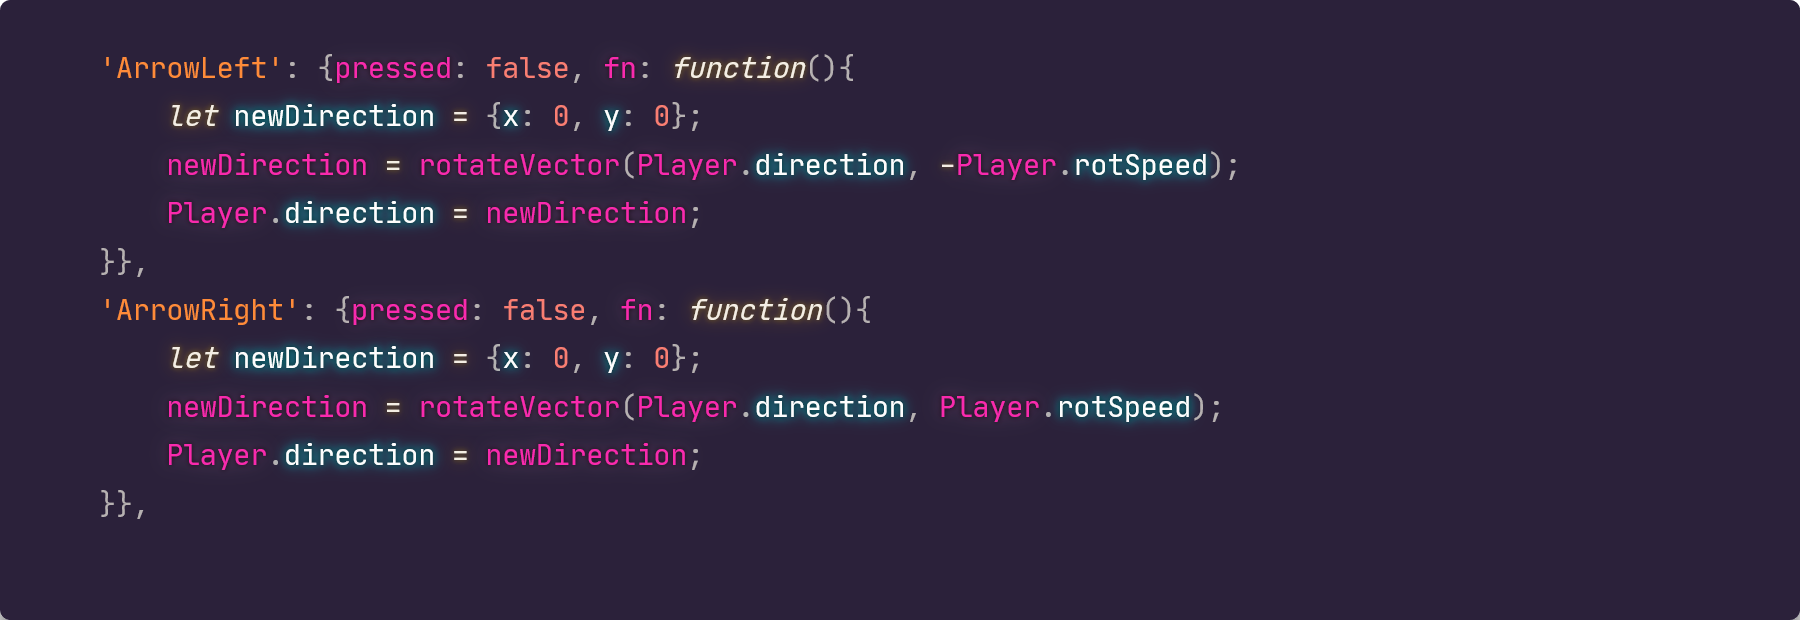 'ArrowLeft': {pressed: false, fn: function(){
    let newDirection = {x: 0, y: 0};
    newDirection = rotateVector(Player.direction, -Player.rotSpeed);
    Player.direction = newDirection;
}},
'ArrowRight': {pressed: false, fn: function(){
    let newDirection = {x: 0, y: 0};
    newDirection = rotateVector(Player.direction, Player.rotSpeed);
    Player.direction = newDirection;
}},